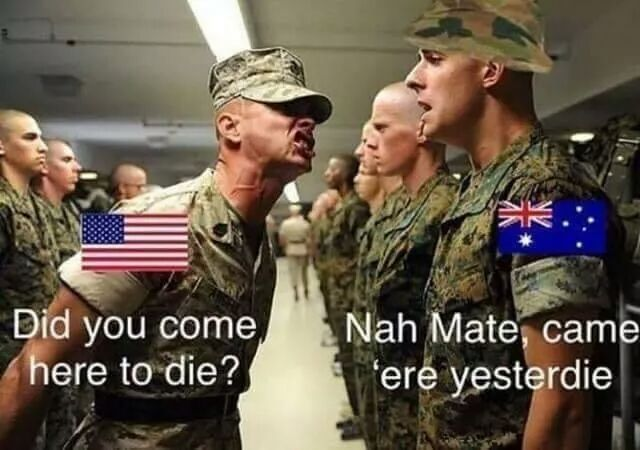 Did you come
here to die?
Nah Mate, came
'ere yesterdie